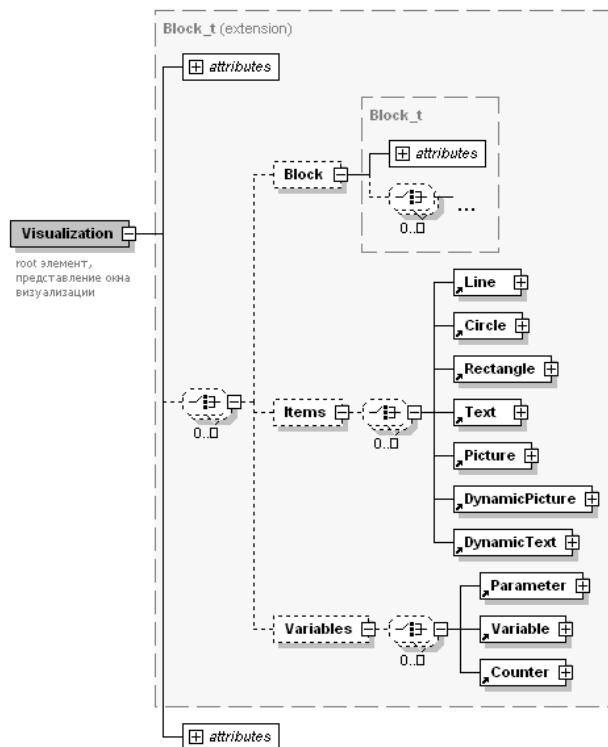 Block_t (extension)
attributes
Block_t
attributes
Block
0..□
...
Visualization
root элемент,
представление окна
визуализации
Line
Circle
Rectangle
0..□
Items
0..□
Text
Picture
DynamicPicture
DynamicText
Variables
0..□
Parameter
Variable
Counter
attributes